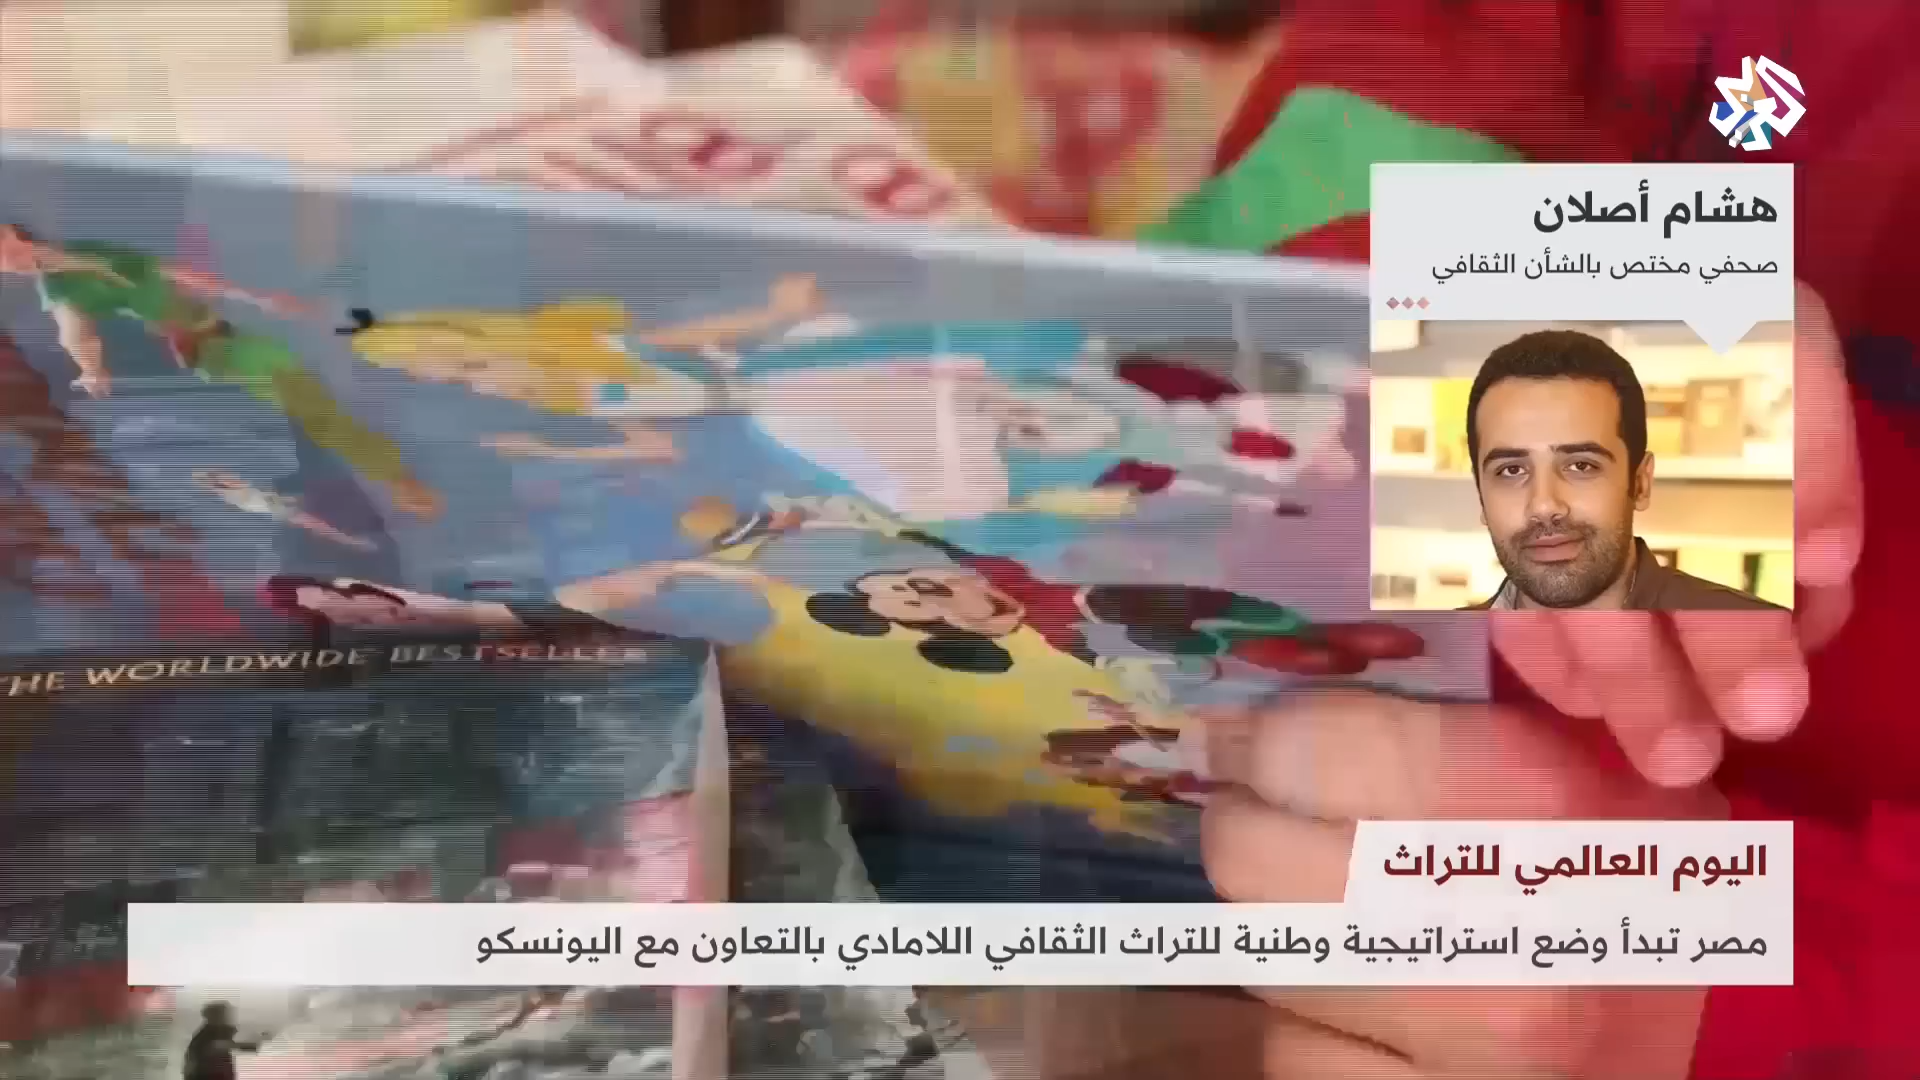 هشام أصلان
صحفي مختص بالشأن الثقافي
THE WORLDWIDE BESTSELLER
اليوم العالمي للتراث
مصر تبدأ وضع استراتيجية وطنية للتراث الثقافي اللامادي بالتعاون مع اليونسكو